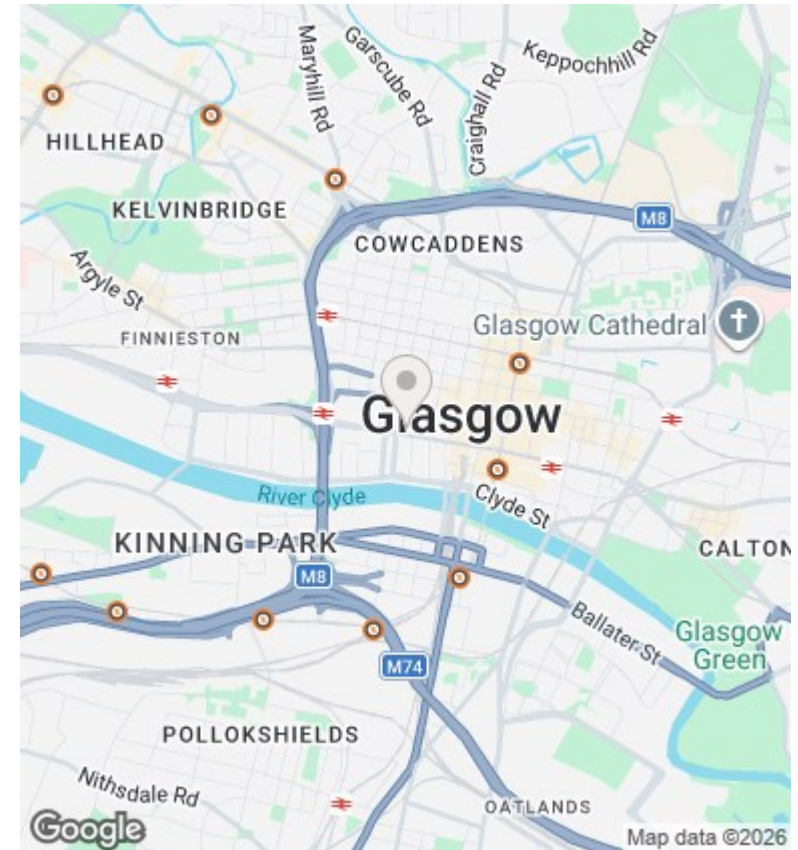 Maryhill Rd
Garscube Rd
Keppochhill Rd
Craighall Rd
HILLHEAD
KELVINBRIDGE
M8
COWCADDENS
Argyle St
Glasgow Cathedral
FINNIESTON
Glasgow
River Clyde
Clyde St
KINNING PARK
CALTON
M8
Ballater St
Glasgow
Green
M74
POLLOKSHIELDS
Nithsdale Rd
OATLANDS
Google
Map data ©2026